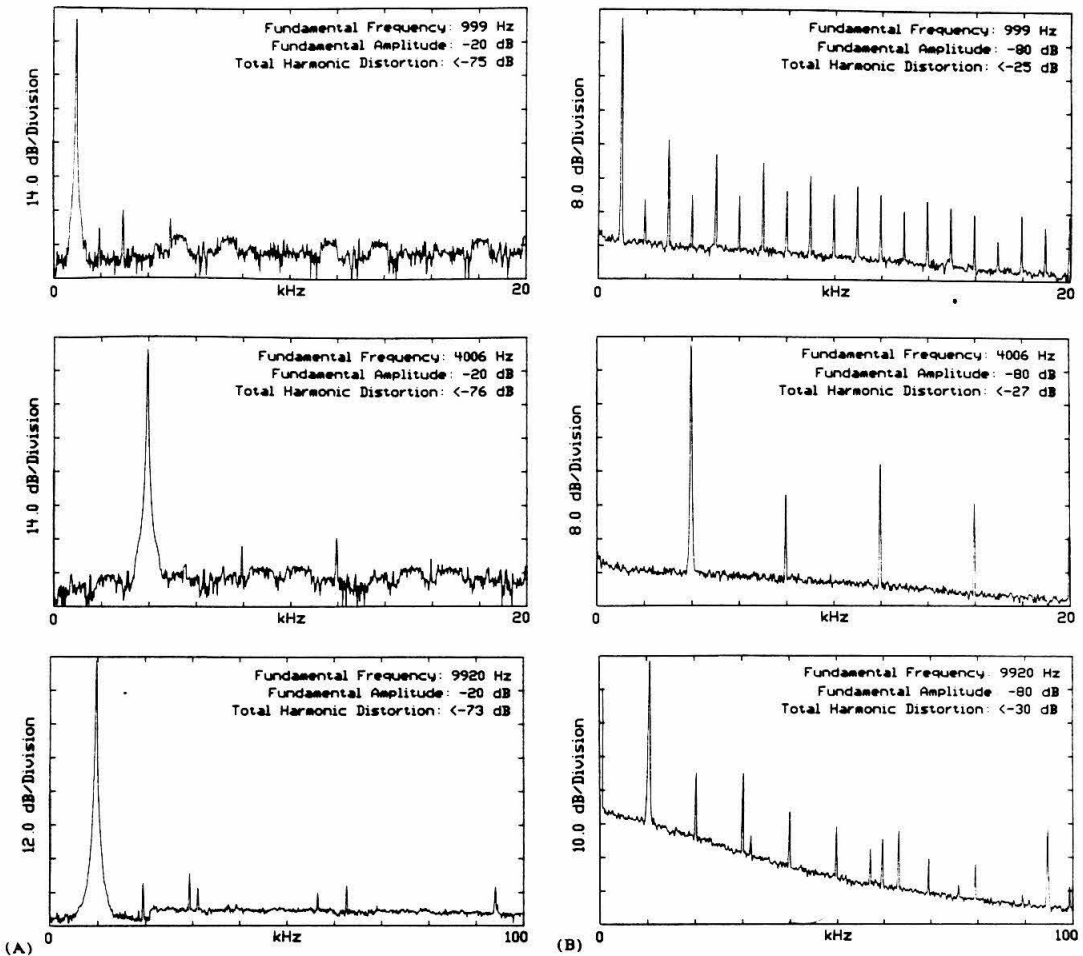 Fundamental Frequency: 999 Hz
Fundamental Amplitude: -20 dB
Total Harmonic Distortion: <-75 dB
14.0 dB/Division
0 kHz 20
Fundamental Frequency: 999 Hz
Fundamental Amplitude: -80 dB
Total Harmonic Distortion: <-25 dB
8.0 dB/Division
0 kHz 20
Fundamental Frequency: 4006 Hz
Fundamental Amplitude: -20 dB
Total Harmonic Distortion: <-76 dB
14.0 dB/Division
0 kHz 20
Fundamental Frequency: 4006 Hz
Fundamental Amplitude: -80 dB
Total Harmonic Distortion: <-27 dB
8.0 dB/Division
0 kHz 20
Fundamental Frequency: 9920 Hz
Fundamental Amplitude: -20 dB
Total Harmonic Distortion: <-73 dB
12.0 dB/Division
0 kHz 100
(A)
Fundamental Frequency: 9920 Hz
Fundamental Amplitude: -80 dB
Total Harmonic Distortion: <-30 dB
10.0 dB/Division
0 kHz 100
(B)